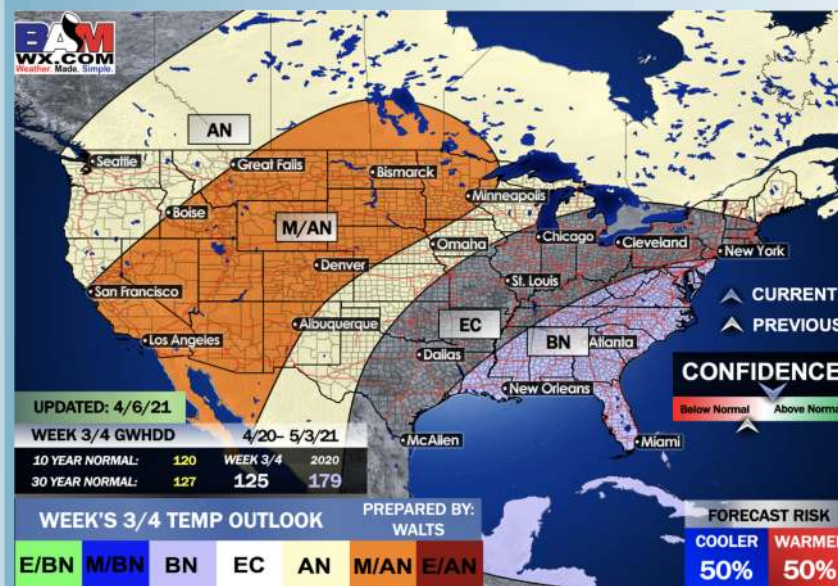 BAM
WX.COM
Weather. Made. Simple.
AN
Seattle
Great Falls
Bismarck
Minneapolis
Boise
M/AN
Omaha
Chicago
Cleveland
New York
Denver
San Francisco
St. Louis
CURRENT
Albuquerque
EC
PREVIOUS
Los Angeles
BN
Atlanta
Dallas
New Orleans
CONFIDENCE
Below Normal
Above Norma
UPDATED: 4/6/21
WEEK 3/4 GWHDD 4/20- 5/3/21
McAllen
Miami
10 YEAR NORMAL: 120 WEEK 3/4 2020
30 YEAR NORMAL: 127 125 179
WEEK'S 3/4 TEMP OUTLOOK
PREPARED BY:
WALTS
FORECAST RISK
COOLER WARMER
50% 50%
E/BN M/BN BN EC AN M/AN E/AN